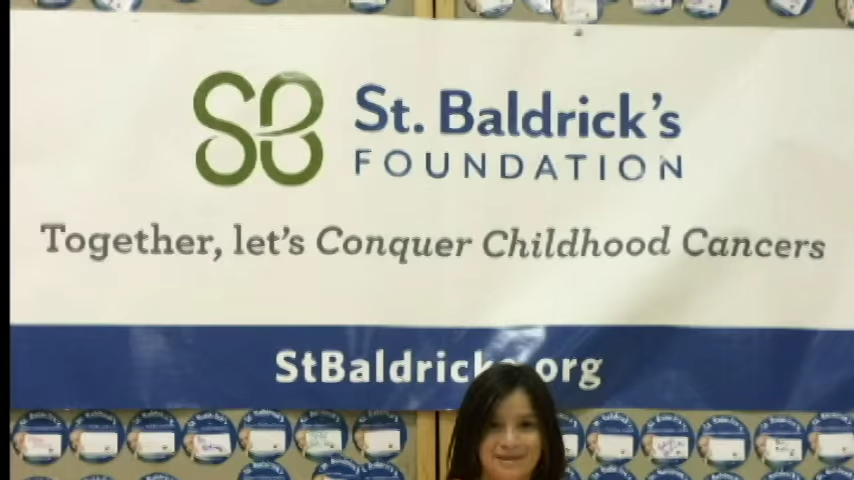 St. Baldrick's
FOUNDATION
Together, let's Conquer Childhood Cancers
StBaldricks.org